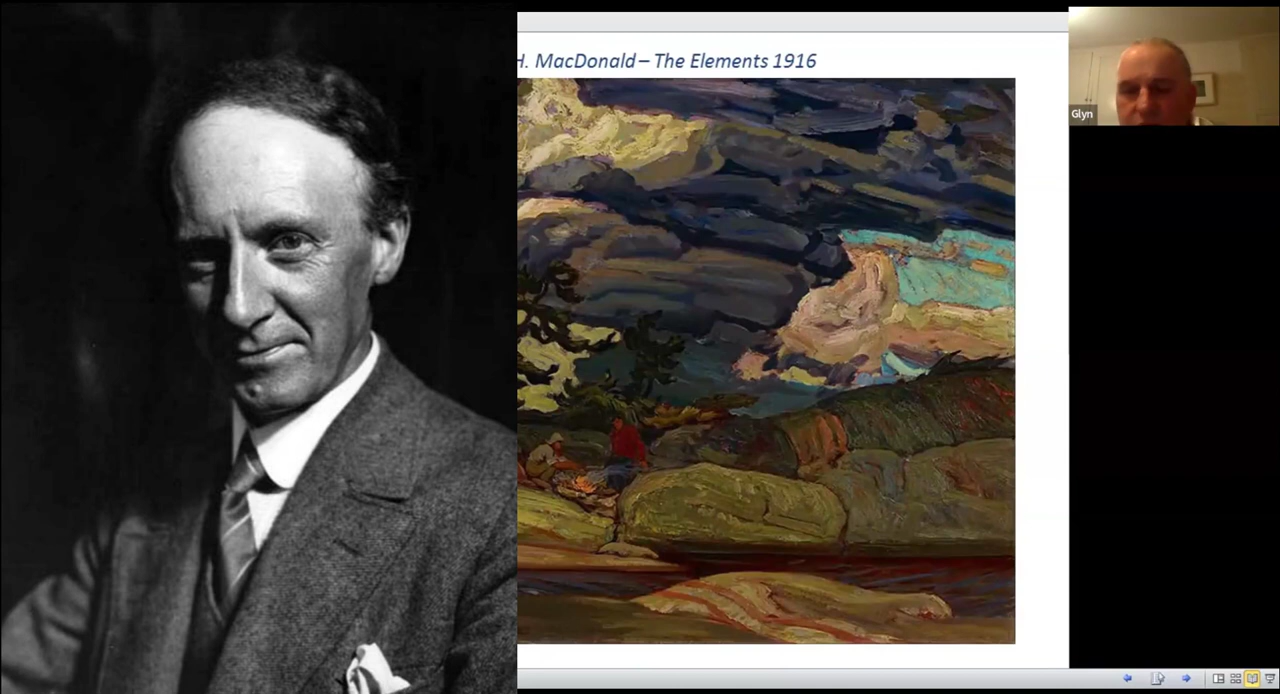 H. MacDonald – The Elements 1916
Glyn